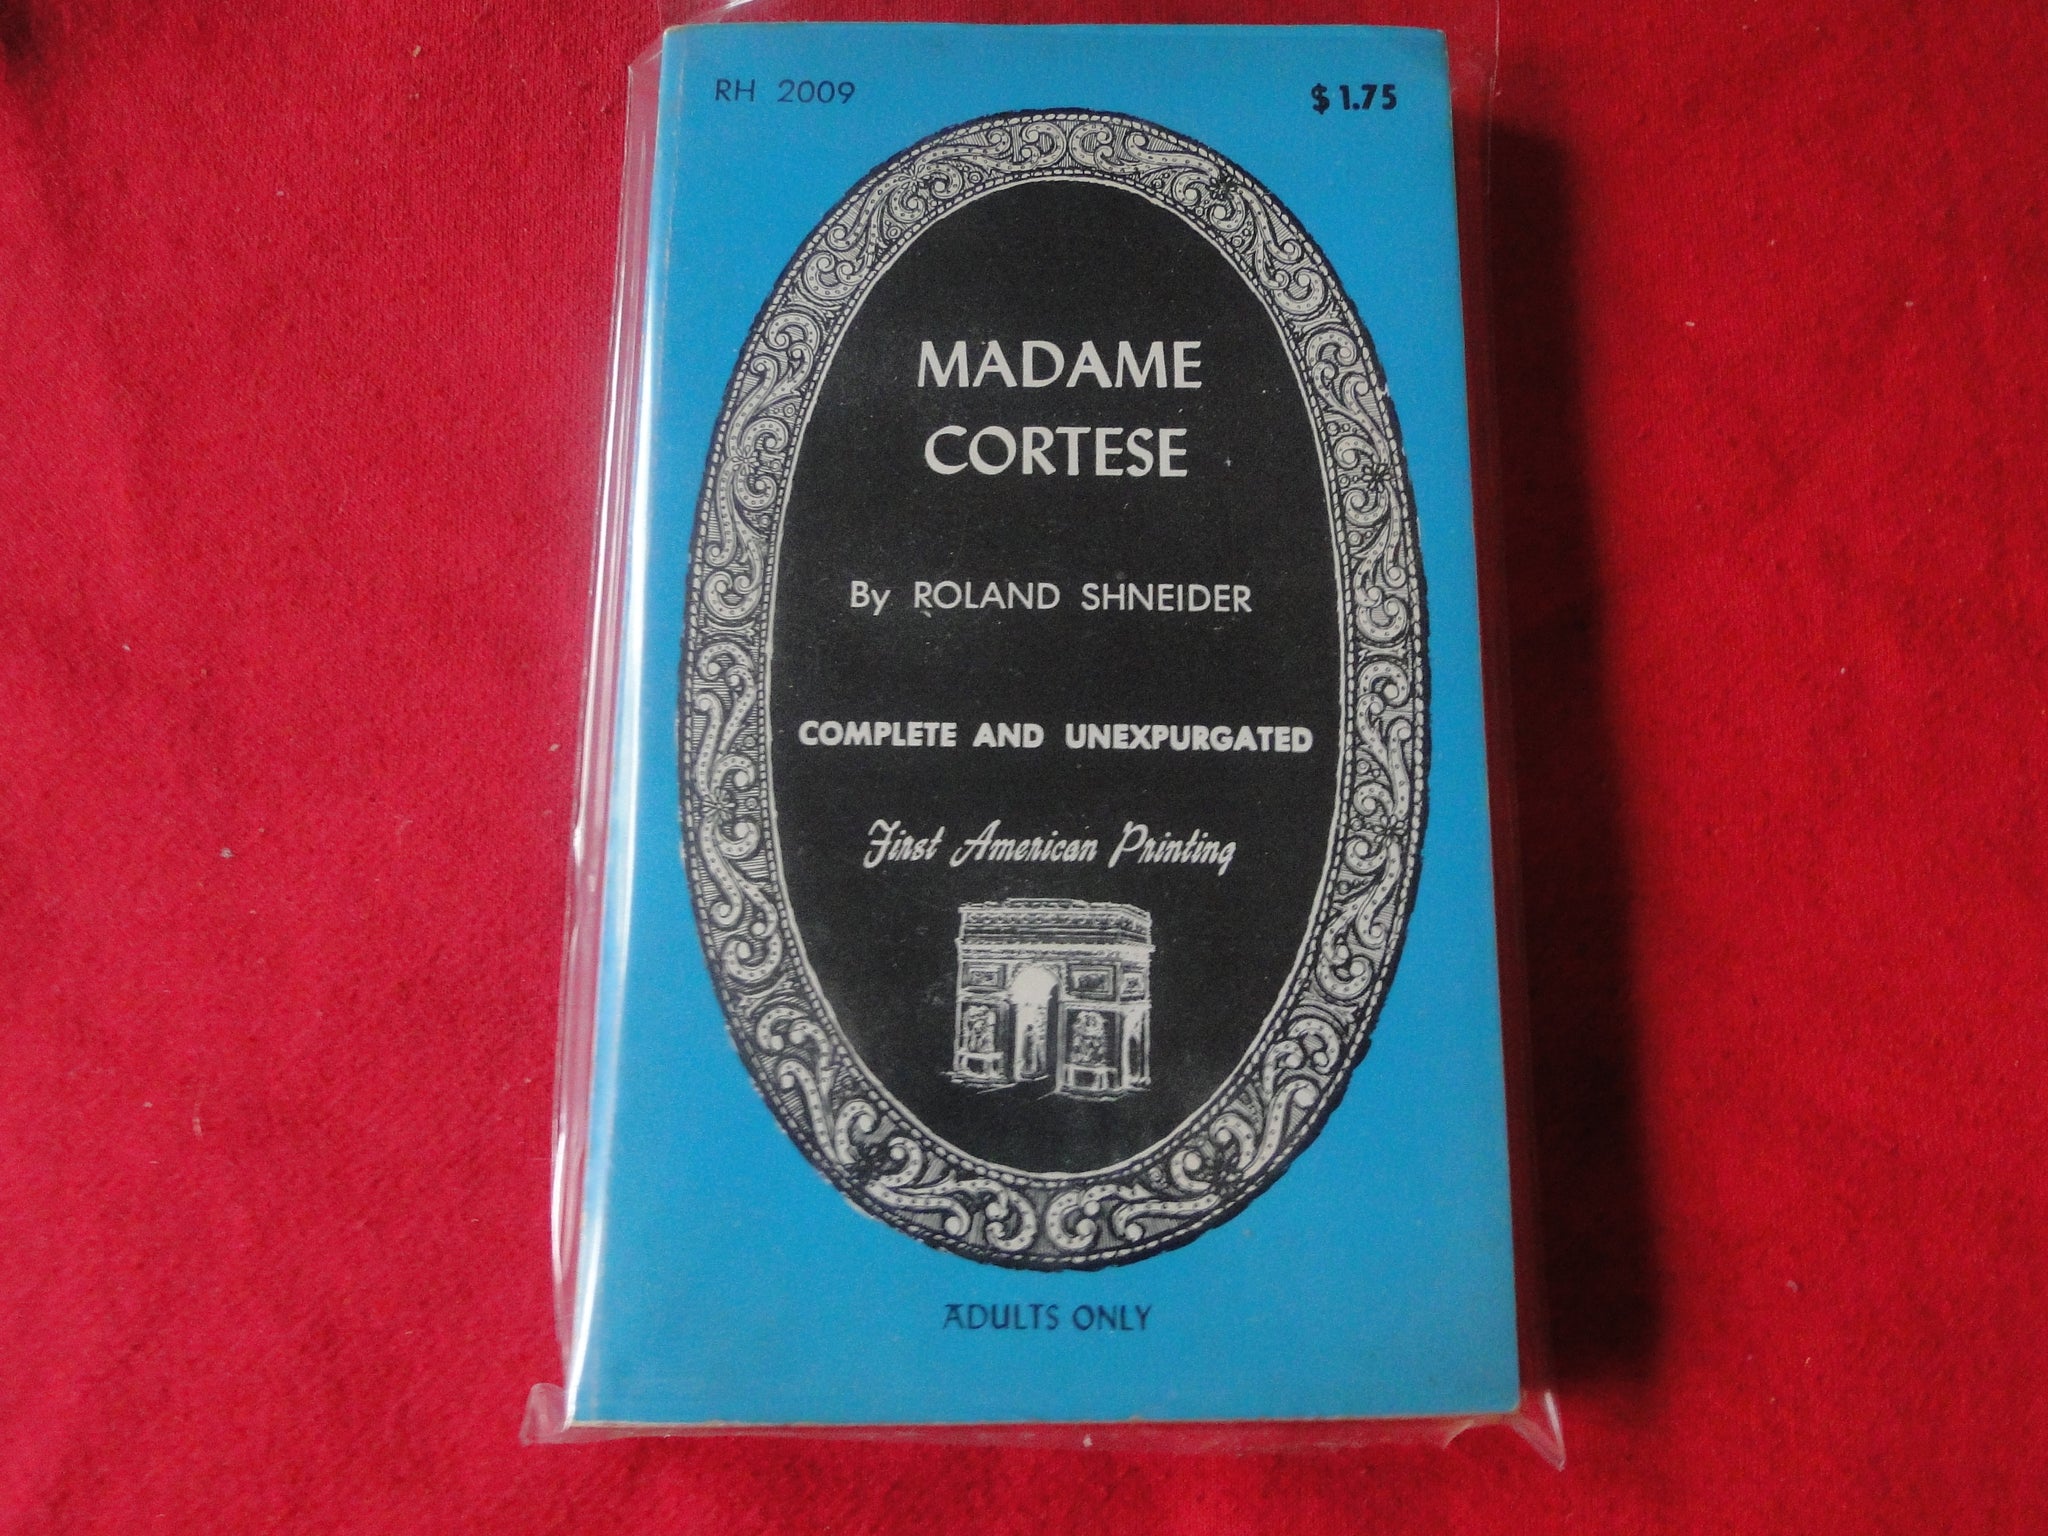 RH 2009
$1.75
MADAME
CORTESE
By ROLAND SHNEIDER
COMPLETE AND UNEXPURGATED
First American Printing
ADULTS ONLY